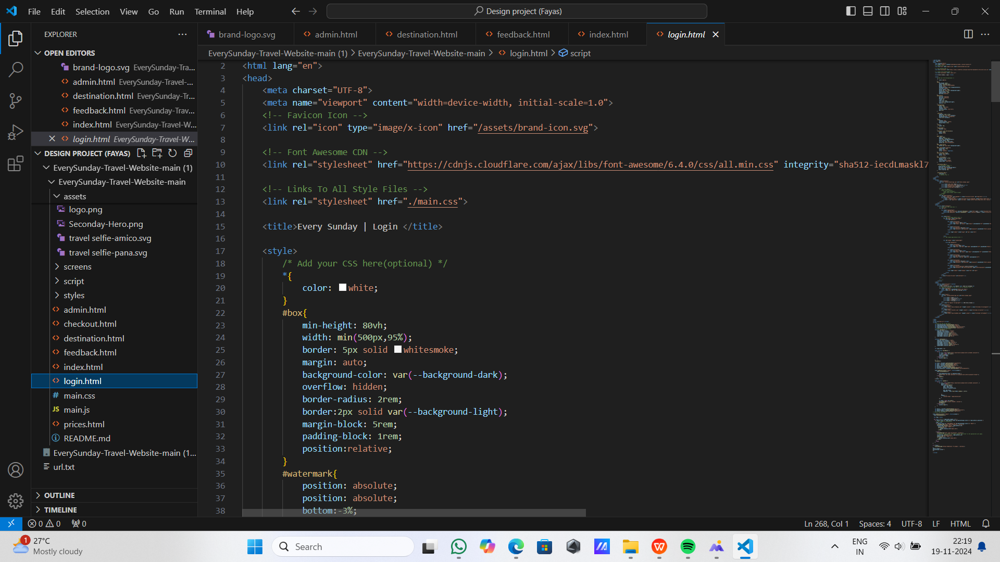 File Edit Selection View Go Run Terminal Help
Design project (Fayas)
EXPLORER
OPEN EDITORS
brand-logo.svg EverySunday-Tra...
admin.html EverySunday-Travel-...
destination.html EverySunday-Tr...
feedback.html EverySunday-Trav...
index.html EverySunday-Travel-W...
login.html EverySunday-Travel-W...
DESIGN PROJECT (FAYAS)
EverySunday-Travel-Website-main (1)
EverySunday-Travel-Website-main
assets
logo.png
Seconday-Hero.png
travel selfie-amico.svg
travel selfie-pana.svg
screens
script
styles
admin.html
checkout.html
destination.html
feedback.html
index.html
login.html
# main.css
JS main.js
prices.html
README.md
EverySunday-Travel-Website-main (1...
url.txt
OUTLINE
TIMELINE
brand-logo.svg admin.html destination.html feedback.html index.html login.html
EverySunday-Travel-Website-main (1) > EverySunday-Travel-Website-main > login.html > script
2 <html lang="en">
3 <head>
4 <meta charset="UTF-8">
5 <meta name="viewport" content="width=device-width, initial-scale=1.0">
6 <!-- Favicon Icon -->
7 <link rel="icon" type="image/x-icon" href="/assets/brand-icon.svg">
8
9 <!-- Font Awesome CDN -->
10 <link rel="stylesheet" href="https://cdnjs.cloudflare.com/ajax/libs/font-awesome/6.4.0/css/all.min.css" integrity="sha512-iecdLmaskl7
11
12 <!-- Links To All Style Files -->
13 <link rel="stylesheet" href="./main.css">
14
15 <title>Every Sunday | Login </title>
16
17 <style>
18 /* Add your CSS here(optional) */
19 *{
20 color: white;
21 }
22 #box{
23 min-height: 80vh;
24 width: min(500px,95%);
25 border: 5px solid whitesmoke;
26 margin: auto;
27 background-color: var(--background-dark);
28 overflow: hidden;
29 border-radius: 2rem;
30 border:2px solid var(--background-light);
31 margin-block: 5rem;
32 padding-block: 1rem;
33 position:relative;
34 }
35 #watermark{
36 position: absolute;
37 position: absolute;
38 bottom:-3%;
0 0 0
Ln 268, Col 1 Spaces: 4 UTF-8 LF HTML
1 27°C
Mostly cloudy
Search
ENG
IN
22:19
19-11-2024